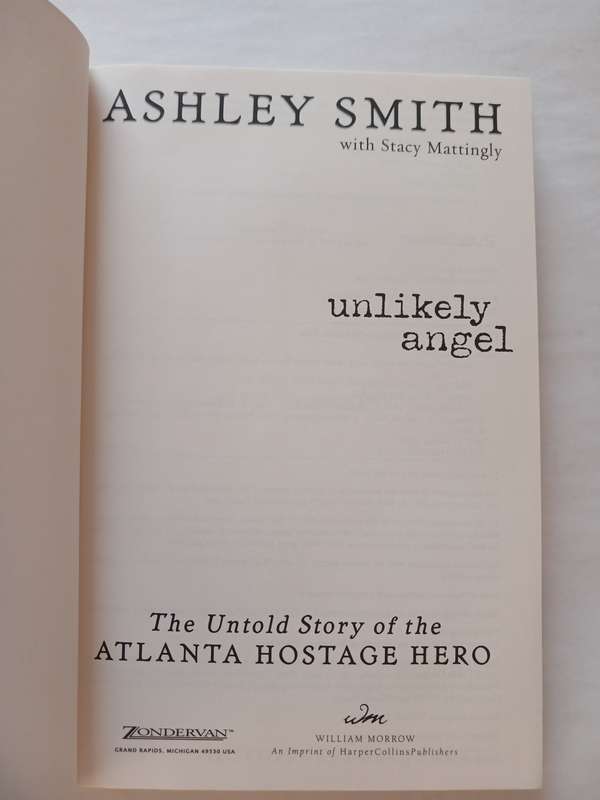 ASHLEY SMITH
with Stacy Mattingly
unlikely
angel
The Untold Story of the
ATLANTA HOSTAGE HERO
ZONDERVAN™
GRAND RAPIDS, MICHIGAN 49530 USA
wm
WILLIAM MORROW
An Imprint of HarperCollinsPublishers